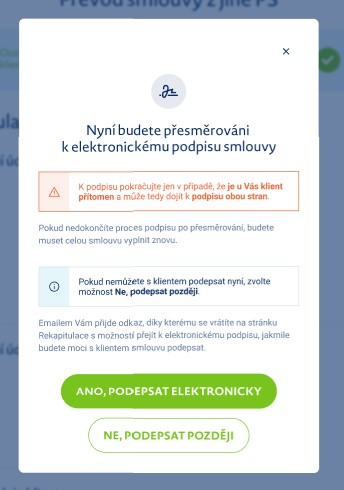 Převod smlouvy z jiné PS
Nyní budete přesměrováni
k elektronickému podpisu smlouvy
K podpisu pokračujte jen v případě, že je u Vás klient
přítomen a může tedy dojít k podpisu obou stran.
Pokud nedokončíte proces podpisu po přesměrování, budete
muset celou smlouvu vyplnit znovu.
Pokud nemůžete s klientem podepsat nyní, zvolte
možnost Ne, podepsat později.
Emailem Vám přijde odkaz, díky kterému se vrátíte na stránku
Rekapitulace s možností přejít k elektronickému podpisu, jakmile
budete moci s klientem smlouvu podepsat.
ANO, PODEPSAT ELEKTRONICKY
NE, PODEPSAT POZDĚJI